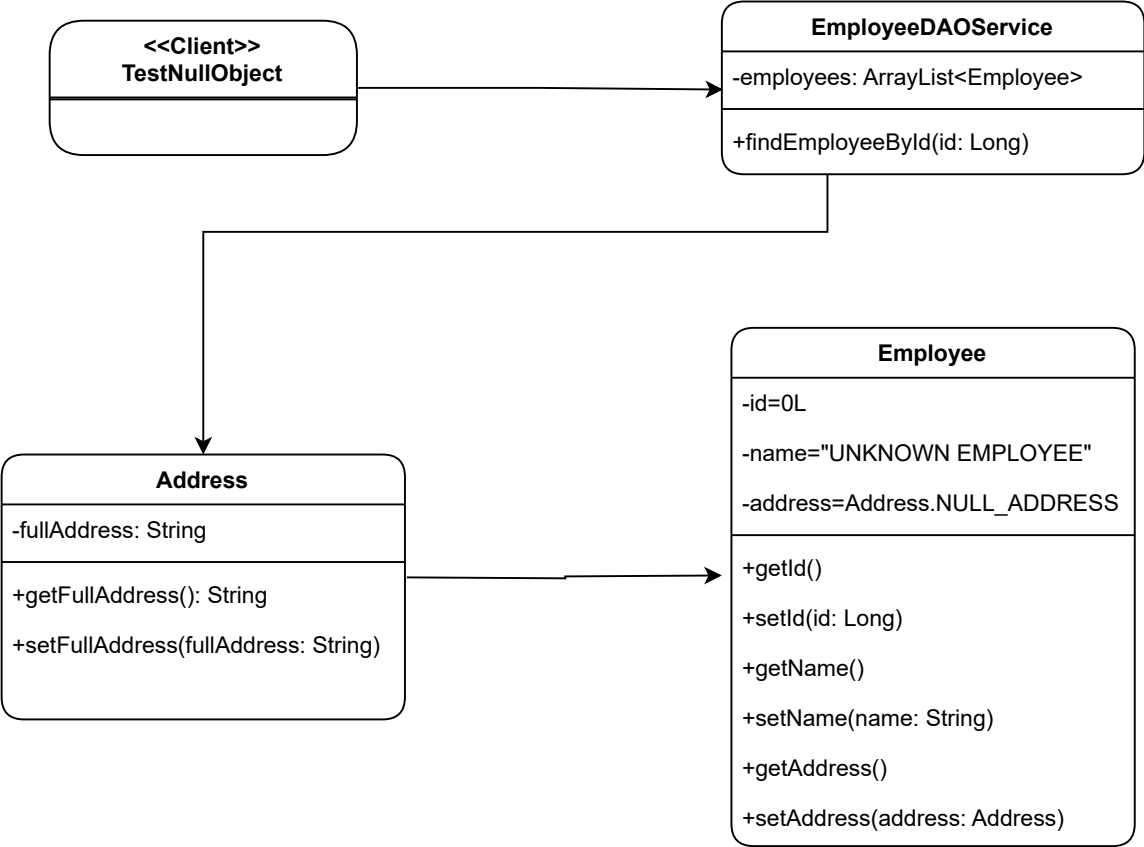 <<Client>>
TestNullObject
EmployeeDAOService
-employees: ArrayList<Employee>
+findEmployeeById(id: Long)
Address
-fullAddress: String
+getFullAddress(): String
+setFullAddress(fullAddress: String)
Employee
-id=0L
-name="UNKNOWN EMPLOYEE"
-address=Address.NULL_ADDRESS
+getId()
+setId(id: Long)
+getName()
+setName(name: String)
+getAddress()
+setAddress(address: Address)